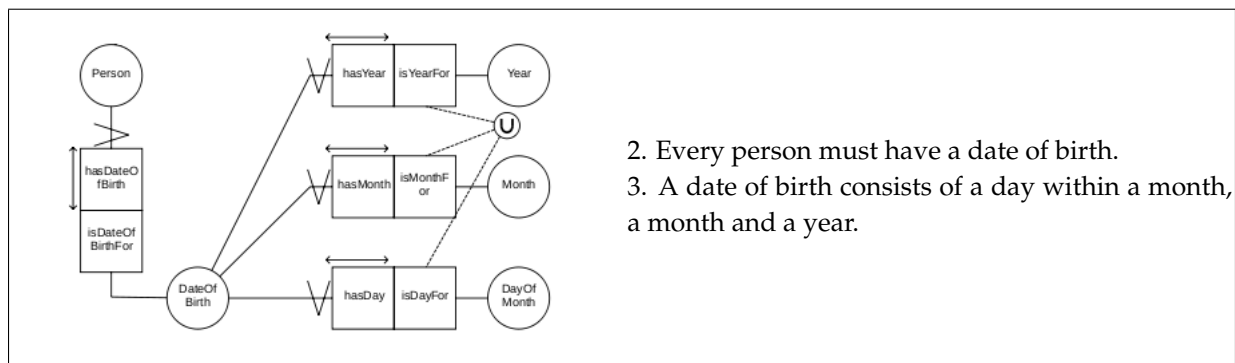 Person
hasDateO
fBirth
isDateOf
BirthFor
DateOf
Birth
hasYear
isYearFor
Year
U
hasMonth
isMonthF
or
Month
hasDay
isDayFor
DayOf
Month
2. Every person must have a date of birth.
3. A date of birth consists of a day within a month,
a month and a year.